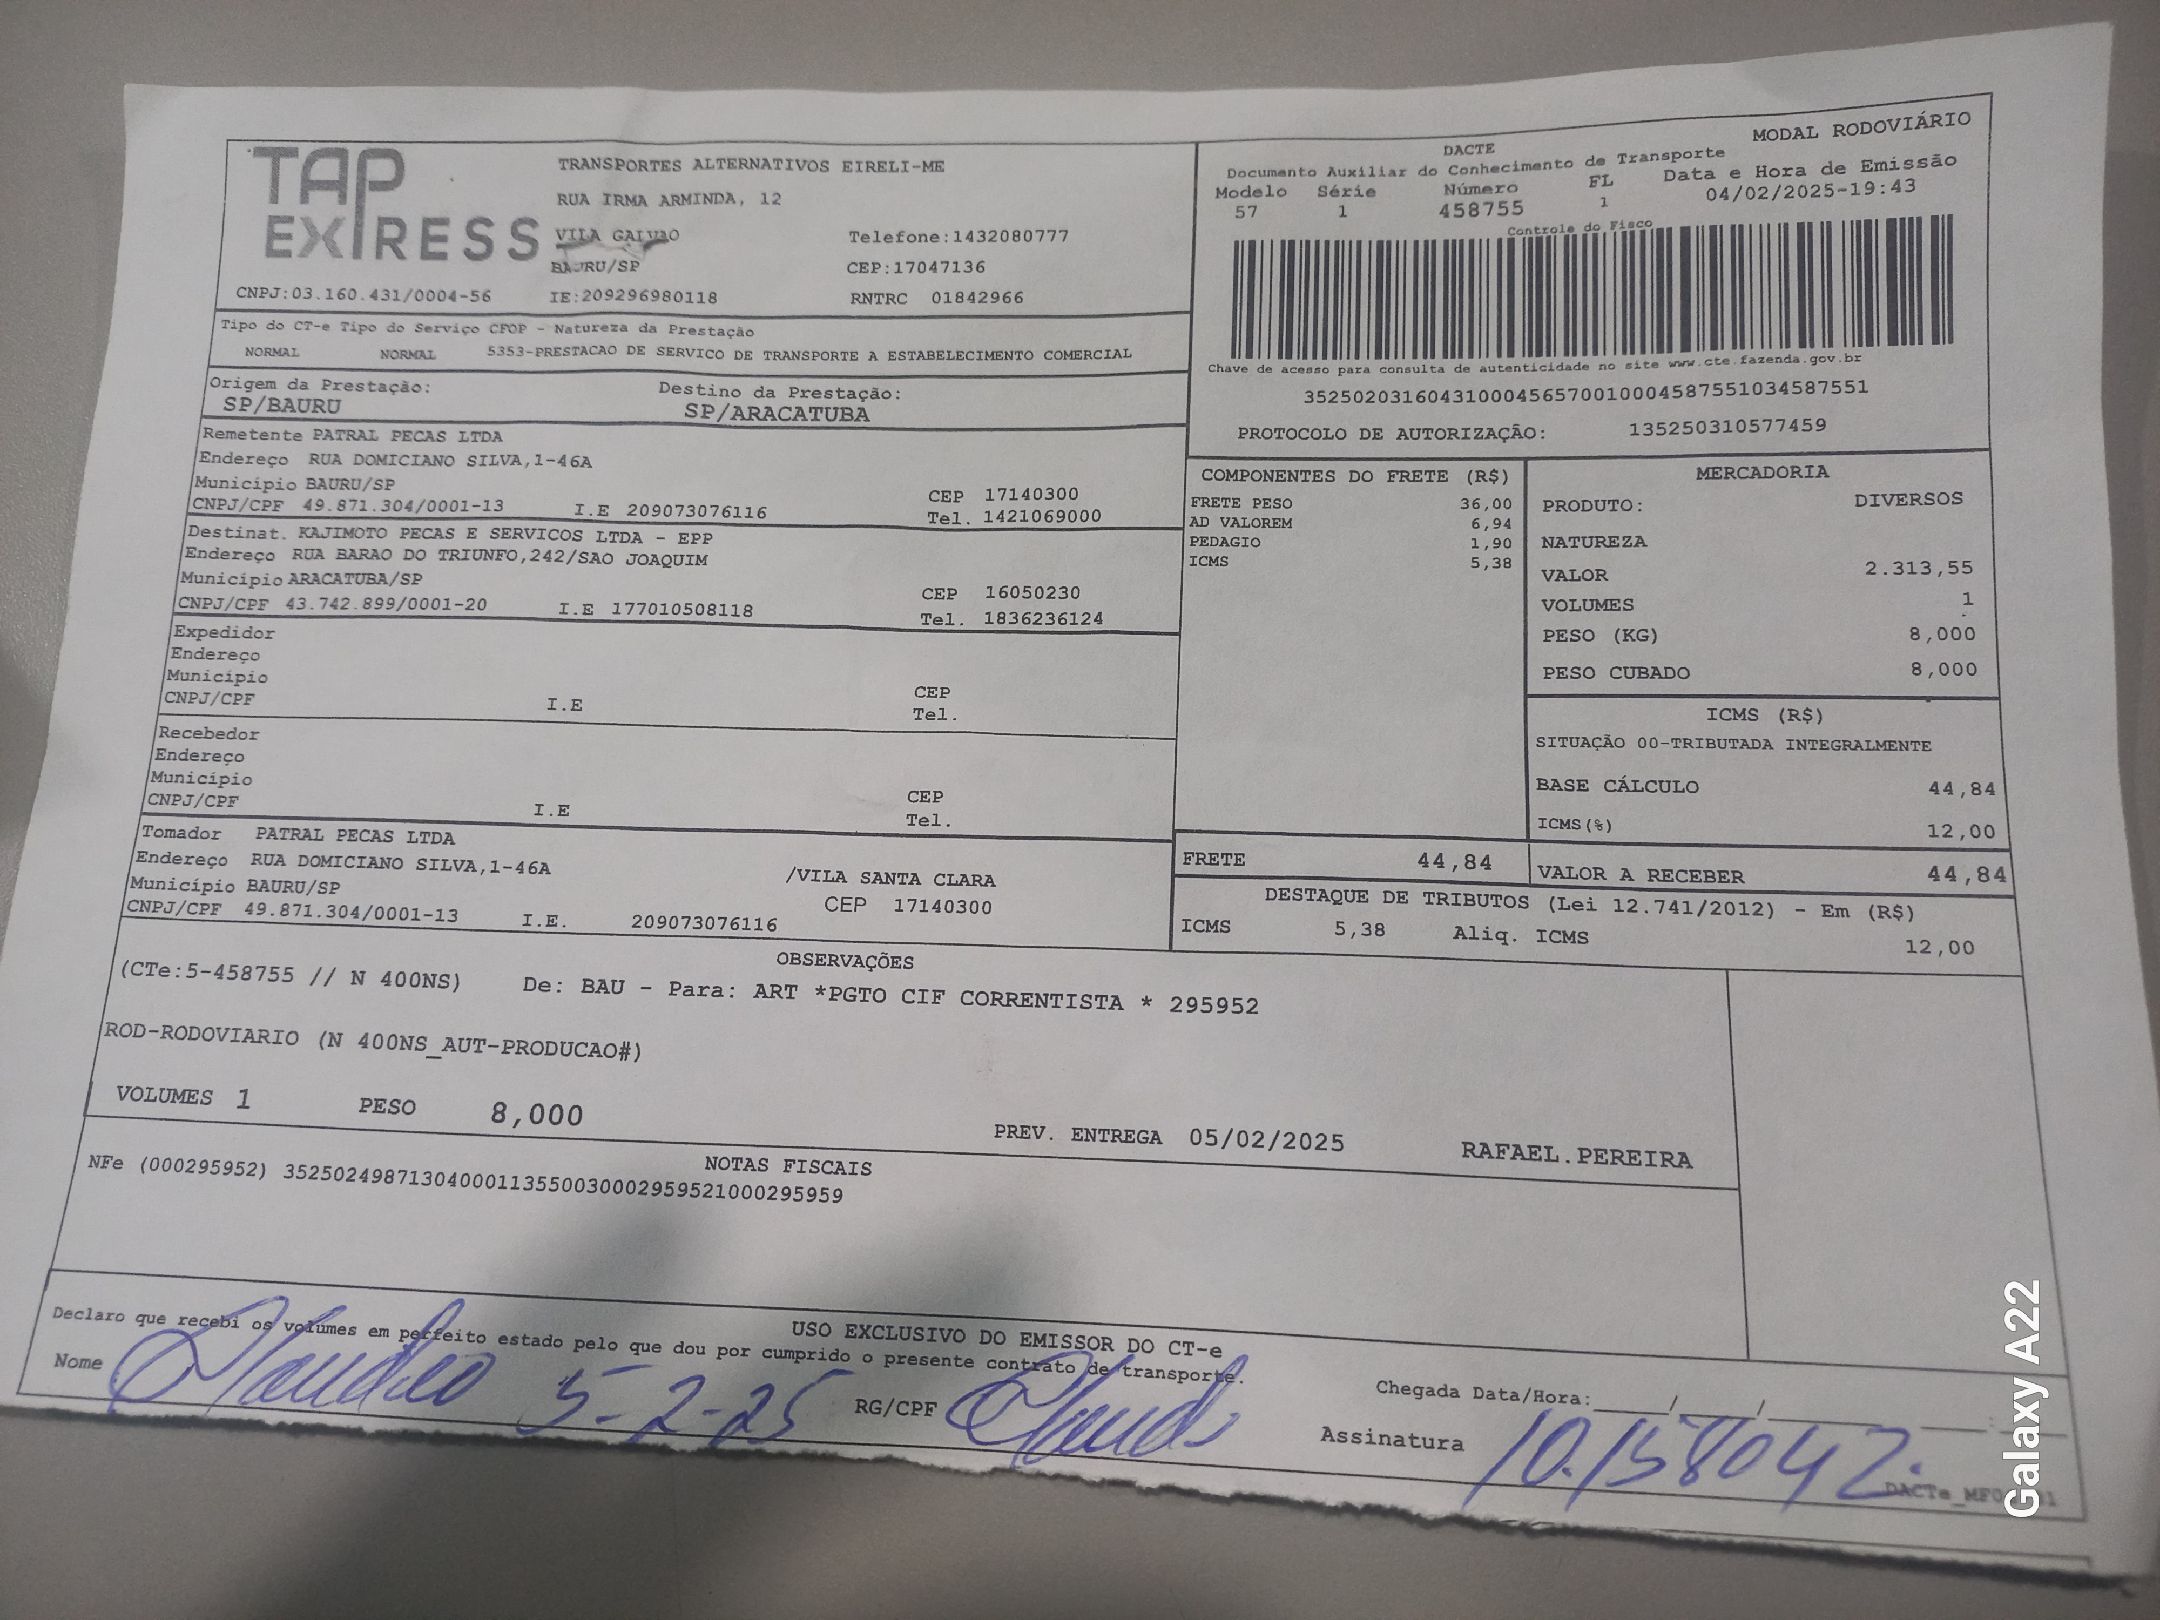 TAP EXPRESS
TRANSPORTES ALTERNATIVOS EIRELI-ME
RUA IRMA ARMINDA, 12
VILA GALVAO Telefone:1432080777
BAURU/SP CEP:17047136
CNPJ:03.160.431/0004-56 IE:209296980118 RNTRC 01842966
MODAL RODOVIÁRIO
DACTE
Documento Auxiliar do Conhecimento de Transporte
Modelo Série Número FL Data e Hora de Emissão
57 1 458755 1 04/02/2025-19:43
Controle do Fisco
Chave de acesso para consulta de autenticidade no site www.cte.fazenda.gov.br
35250203160431000456570010004587551034587551
PROTOCOLO DE AUTORIZAÇÃO: 135250310577459
Tipo do CT-e Tipo do Serviço CFOP - Natureza da Prestação
NORMAL NORMAL 5353-PRESTACAO DE SERVICO DE TRANSPORTE A ESTABELECIMENTO COMERCIAL
Origem da Prestação: Destino da Prestação:
SP/BAURU SP/ARACATUBA
Remetente PATRAL PECAS LTDA
Endereço RUA DOMICIANO SILVA,1-46A
Município BAURU/SP CEP 17140300
CNPJ/CPF 49.871.304/0001-13 I.E 209073076116 Tel. 1421069000
Destinat. KAJIMOTO PECAS E SERVICOS LTDA - EPP
Endereço RUA BARAO DO TRIUNFO,242/SAO JOAQUIM
Município ARACATUBA/SP CEP 16050230
CNPJ/CPF 43.742.899/0001-20 I.E 177010508118 Tel. 1836236124
Expedidor
Endereço
Município CEP
CNPJ/CPF I.E Tel.
Recebedor
Endereço
Município CEP
CNPJ/CPF I.E Tel.
Tomador PATRAL PECAS LTDA
Endereço RUA DOMICIANO SILVA,1-46A /VILA SANTA CLARA
Município BAURU/SP CEP 17140300
CNPJ/CPF 49.871.304/0001-13 I.E. 209073076116
COMPONENTES DO FRETE (R$)
FRETE PESO 36,00
AD VALOREM 6,94
PEDAGIO 1,90
ICMS 5,38
MERCADORIA
PRODUTO: DIVERSOS
NATUREZA
VALOR 2.313,55
VOLUMES 1
PESO (KG) 8,000
PESO CUBADO 8,000
ICMS (R$)
SITUAÇÃO 00-TRIBUTADA INTEGRALMENTE
BASE CÁLCULO 44,84
ICMS(%) 12,00
FRETE 44,84 VALOR A RECEBER 44,84
DESTAQUE DE TRIBUTOS (Lei 12.741/2012) - Em (R$)
ICMS 5,38 Aliq. ICMS 12,00
OBSERVAÇÕES
(CTe:5-458755 // N 400NS) De: BAU - Para: ART *PGTO CIF CORRENTISTA * 295952
ROD-RODOVIARIO (N 400NS_AUT-PRODUCAO#)
VOLUMES 1 PESO 8,000 PREV. ENTREGA 05/02/2025 RAFAEL.PEREIRA
NOTAS FISCAIS
NFe (000295952) 35250249871304000113550030002959521000295959
USO EXCLUSIVO DO EMISSOR DO CT-e
Declaro que recebi os volumes em perfeito estado pelo que dou por cumprido o presente contrato de transporte.
Nome Claudio 5-2-25 RG/CPF Chegada Data/Hora:____/____/____ ____:____
Assinatura 10.158042
Galaxy A22